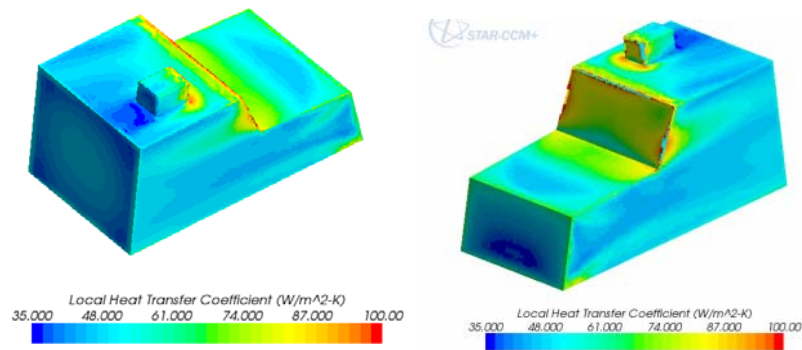 STAR-CCM+
Local Heat Transfer Coefficient (W/m^2-K)
35.000 48.000 61.000 74.000 87.000 100.00
Local Heat Transfer Coefficient (W/m^2-K)
35.000 48.000 61.000 74.000 87.000 100.00